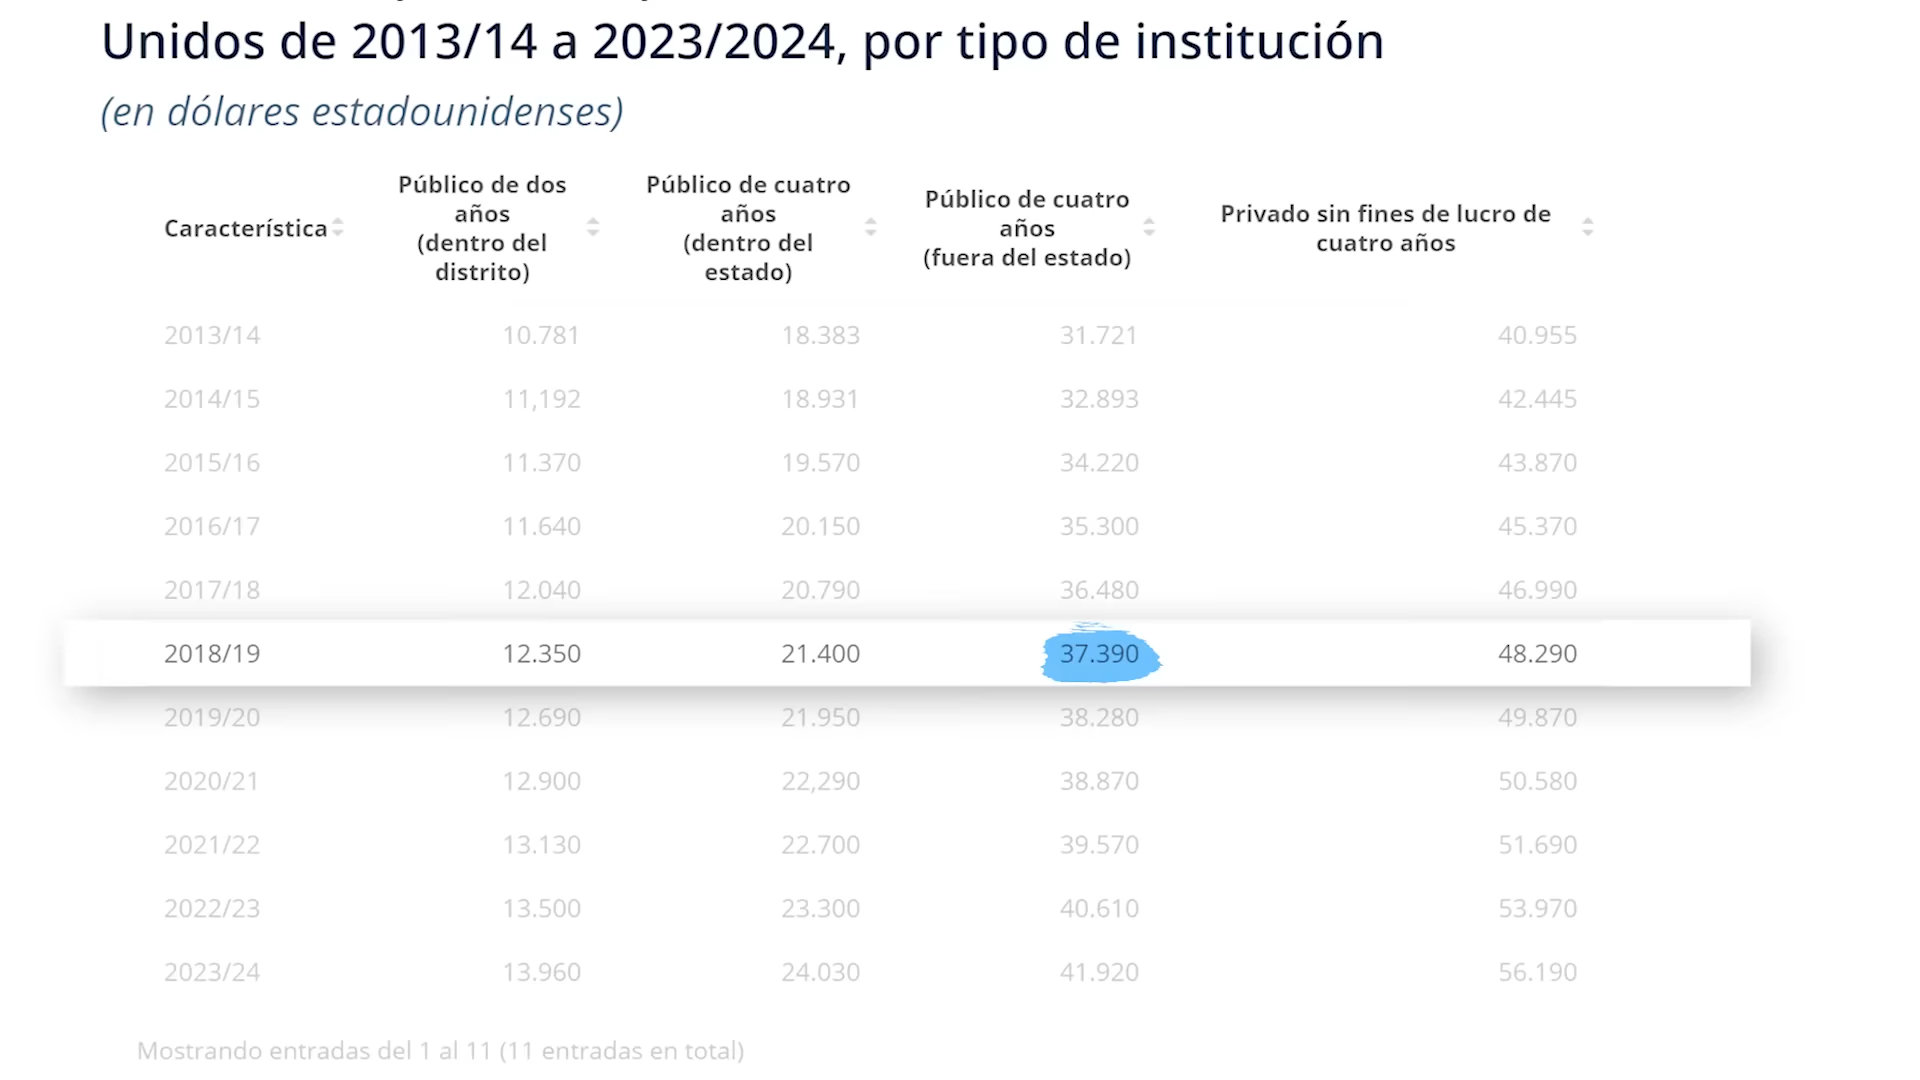 Unidos de 2013/14 a 2023/2024, por tipo de institución
(en dólares estadounidenses)
Característica
Público de dos
años
(dentro del
distrito)
Público de cuatro
años
(dentro del
estado)
Público de cuatro
años
(fuera del estado)
Privado sin fines de lucro de
cuatro años
2013/14 10.781 18.383 31.721 40.955
2014/15 11,192 18.931 32.893 42.445
2015/16 11.370 19.570 34.220 43.870
2016/17 11.640 20.150 35.300 45.370
2017/18 12.040 20.790 36.480 46.990
2018/19 12.350 21.400 37.390 48.290
2019/20 12.690 21.950 38.280 49.870
2020/21 12.900 22,290 38.870 50.580
2021/22 13.130 22.700 39.570 51.690
2022/23 13.500 23.300 40.610 53.970
2023/24 13.960 24.030 41.920 56.190
Mostrando entradas del 1 al 11 (11 entradas en total)